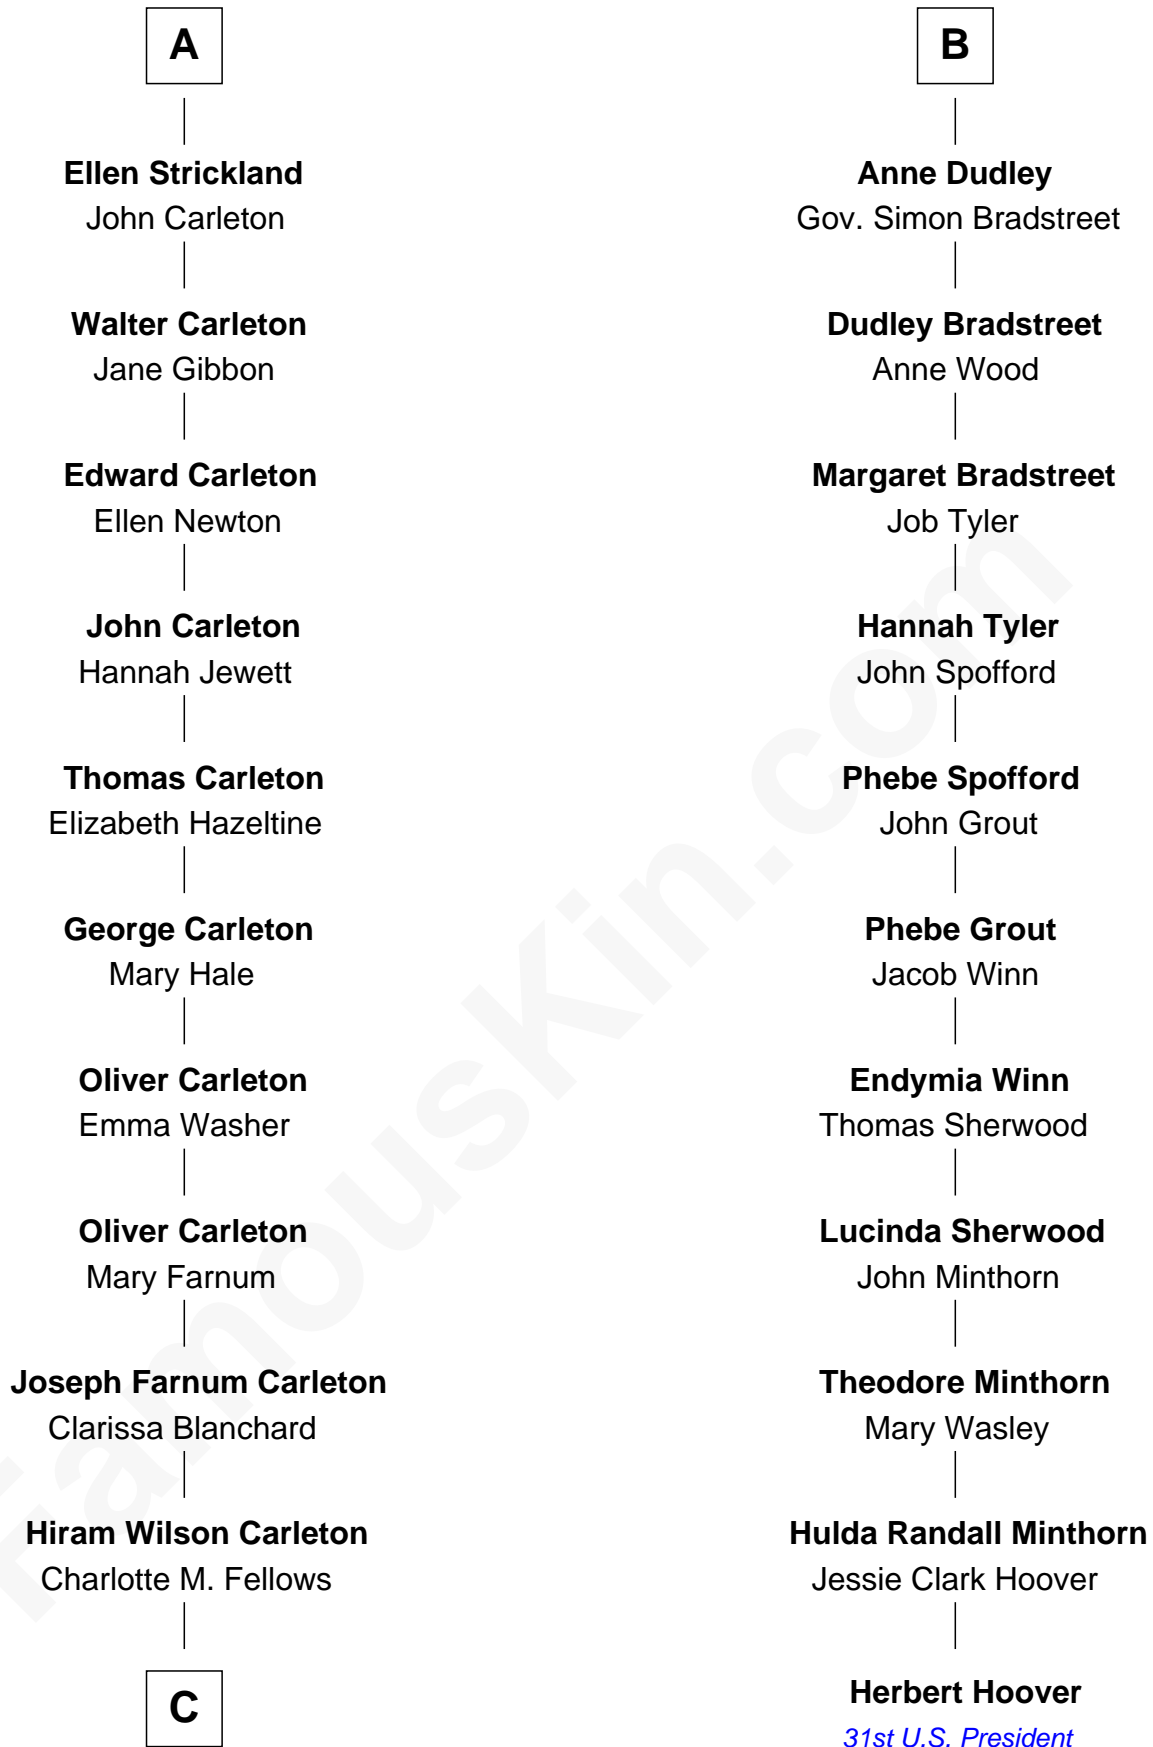 A
Ellen Strickland
John Carleton
Walter Carleton
Jane Gibbon
Edward Carleton
Ellen Newton
John Carleton
Hannah Jewett
Thomas Carleton
Elizabeth Hazeltine
George Carleton
Mary Hale
Oliver Carleton
Emma Washer
Oliver Carleton
Mary Farnum
Joseph Farnum Carleton
Clarissa Blanchard
Hiram Wilson Carleton
Charlotte M. Fellows
C
B
Anne Dudley
Gov. Simon Bradstreet
Dudley Bradstreet
Anne Wood
Margaret Bradstreet
Job Tyler
Hannah Tyler
John Spofford
Phebe Spofford
John Grout
Phebe Grout
Jacob Winn
Endymia Winn
Thomas Sherwood
Lucinda Sherwood
John Minthorn
Theodore Minthorn
Mary Wasley
Hulda Randall Minthorn
Jessie Clark Hoover
Herbert Hoover
31st U.S. President
FamousKin.com